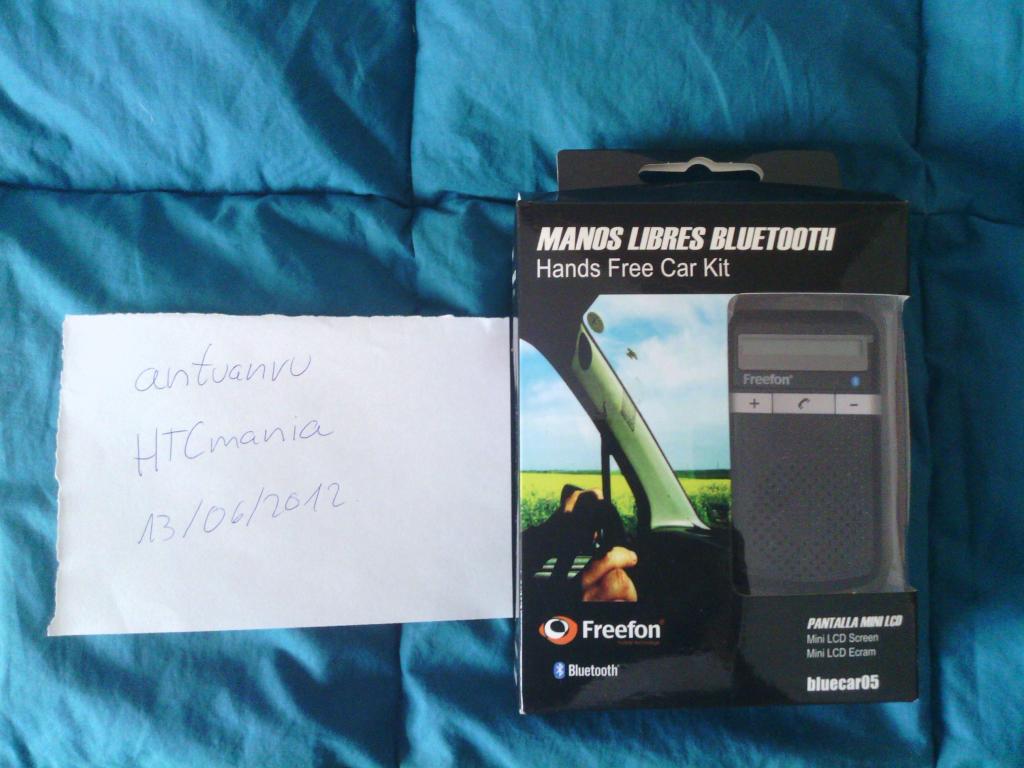 antuanvu
HTCmania
13/06/2012
MANOS LIBRES BLUETOOTH
Hands Free Car Kit
Freefon®
+ -
Freefon®
Bluetooth®
PANTALLA MINI LCD
Mini LCD Screen
Mini LCD Ecram
bluecar05